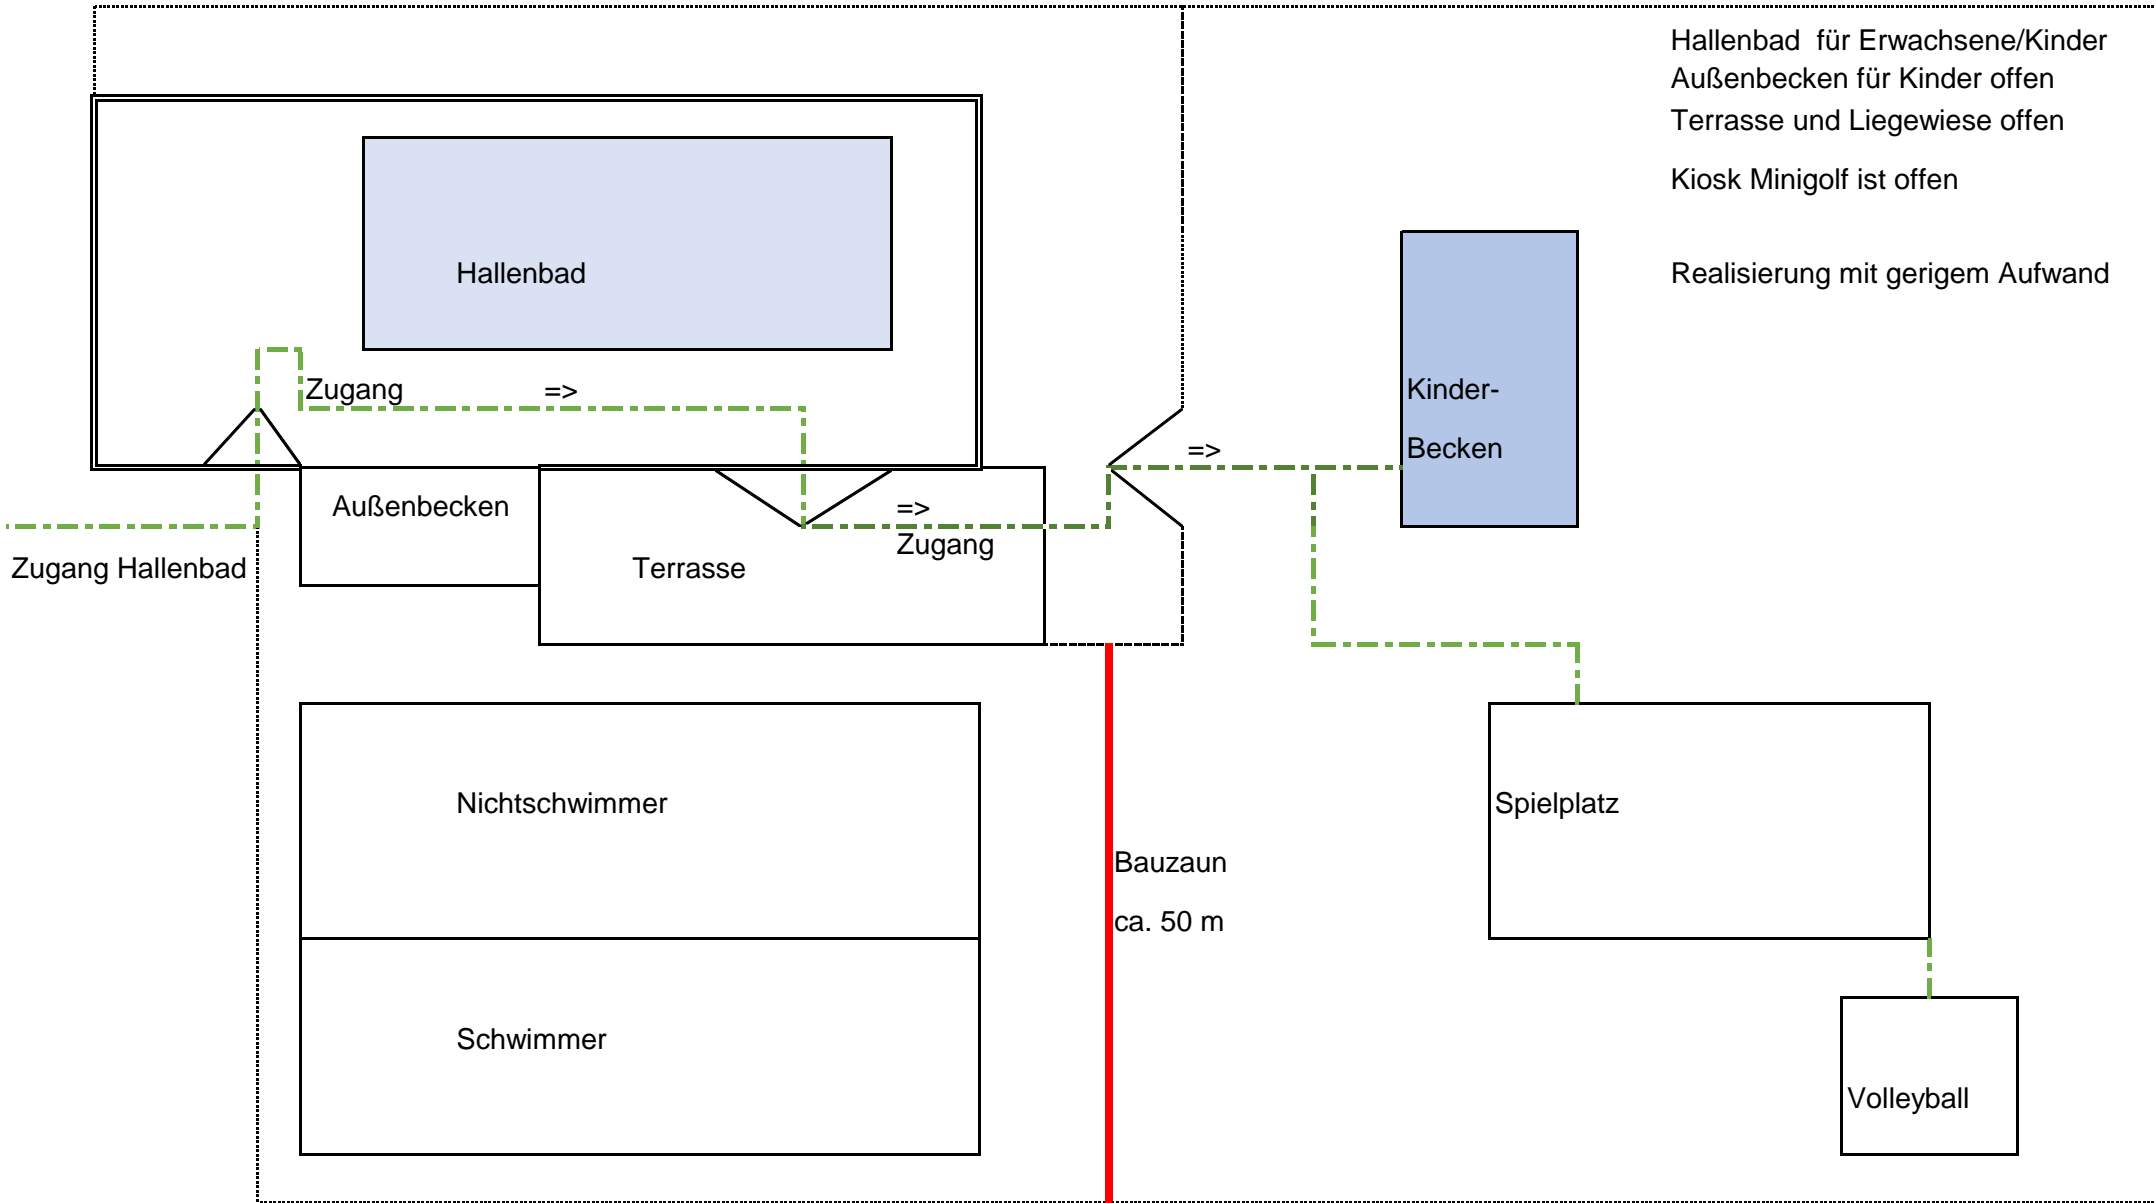 Hallenbad  für Erwachsene/Kinder
Außenbecken für Kinder offen
Terrasse und Liegewiese offen
Kiosk Minigolf ist offen
Realisierung mit gerigem Aufwand
Hallenbad
Zugang =>
Kinder-
Becken
=>
Außenbecken
=>
Zugang
Zugang Hallenbad
Terrasse
Nichtschwimmer
Spielplatz
Bauzaun
ca. 50 m
Schwimmer
Volleyball